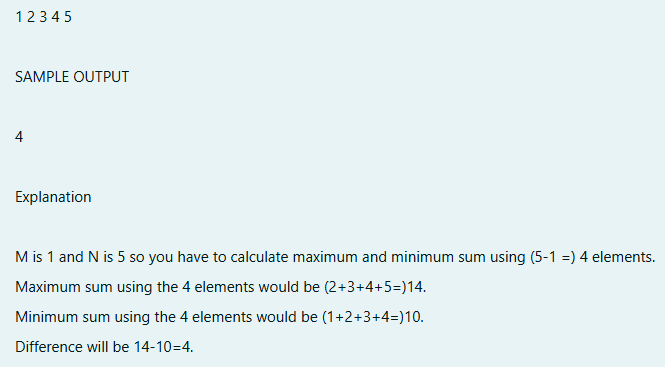 1 2 3 4 5
SAMPLE OUTPUT
4
Explanation
M is 1 and N is 5 so you have to calculate maximum and minimum sum using (5-1 =) 4 elements.
Maximum sum using the 4 elements would be (2+3+4+5=)14.
Minimum sum using the 4 elements would be (1+2+3+4=)10.
Difference will be 14-10=4.